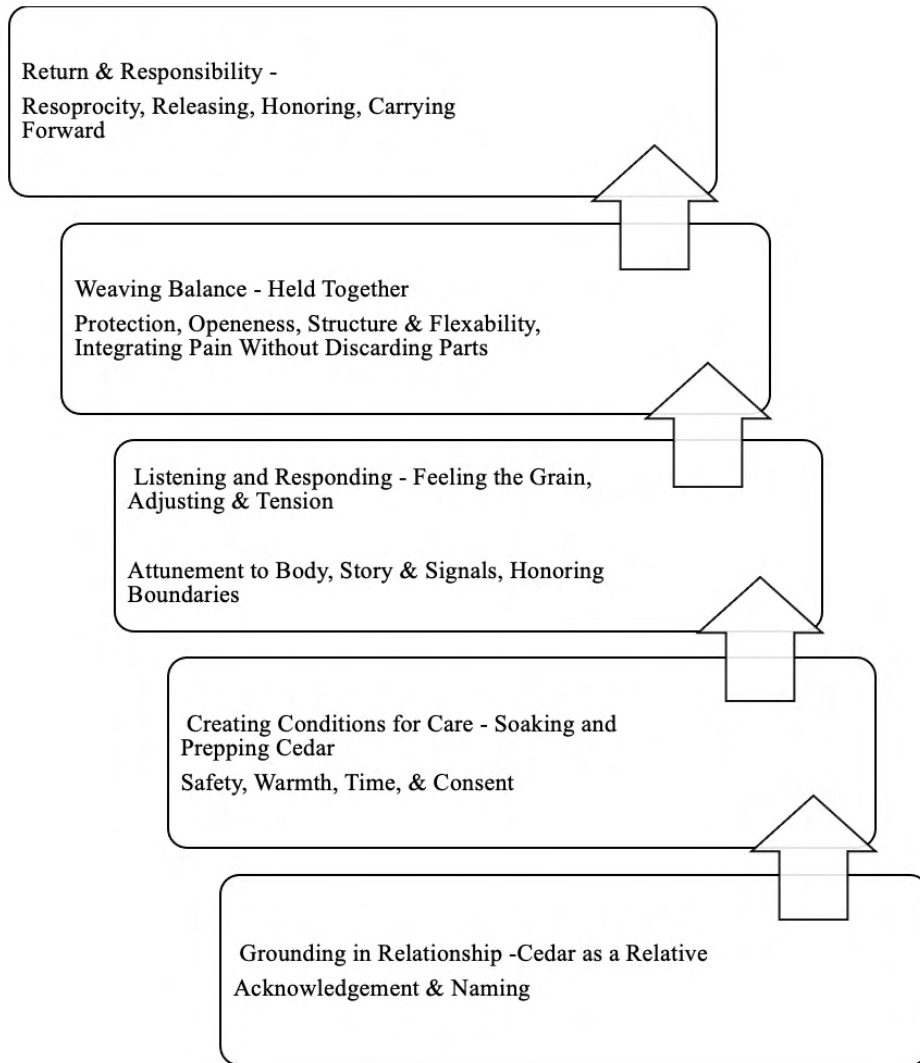 Return & Responsibility -
Resoprocity, Releasing, Honoring, Carrying
Forward
Weaving Balance - Held Together
Protection, Openeness, Structure & Flexability,
Integrating Pain Without Discarding Parts
Listening and Responding - Feeling the Grain,
Adjusting & Tension
Attunement to Body, Story & Signals, Honoring
Boundaries
Creating Conditions for Care - Soaking and
Prepping Cedar
Safety, Warmth, Time, & Consent
Grounding in Relationship -Cedar as a Relative
Acknowledgement & Naming